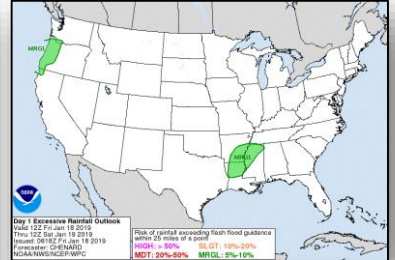 MRGL
MRGL
NOAA
Day 1 Excessive Rainfall Outlook
Valid 12Z Fri Jan 18 2019
Thru 12Z Sat Jan 19 2019
Issued: 0818Z Fri Jan 18 2019
Forecaster: CHENARD
NOAA/NWS/NCEP/WPC
Risk of rainfall exceeding flash flood guidance
within 25 miles of a point
HIGH: > 50% SLGT: 10%-20%
MDT: 20%-50% MRGL: 5%-10%